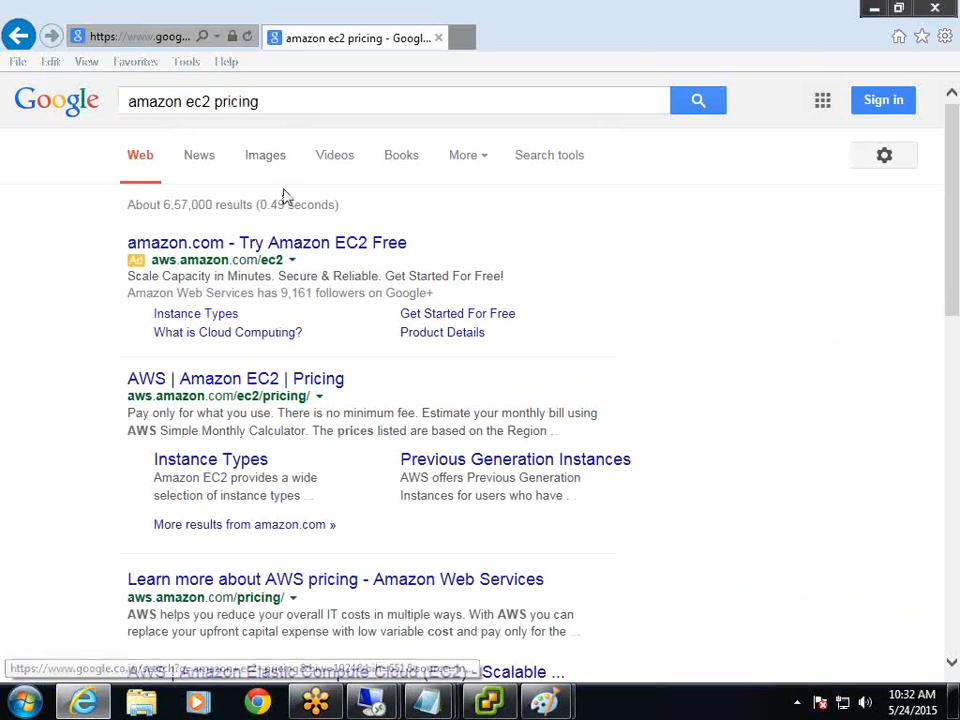 https://www.goog...
amazon ec2 pricing - Googl...
File Edit View Favorites Tools Help
Google
amazon ec2 pricing
Sign in
Web News Images Videos Books More Search tools
About 6,57,000 results (0.49 seconds)
amazon.com - Try Amazon EC2 Free
Ad aws.amazon.com/ec2
Scale Capacity in Minutes. Secure & Reliable. Get Started For Free!
Amazon Web Services has 9,161 followers on Google+
Instance Types Get Started For Free
What is Cloud Computing? Product Details
AWS | Amazon EC2 | Pricing
aws.amazon.com/ec2/pricing/
Pay only for what you use. There is no minimum fee. Estimate your monthly bill using
AWS Simple Monthly Calculator. The prices listed are based on the Region ...
Instance Types Previous Generation Instances
Amazon EC2 provides a wide AWS offers Previous Generation
selection of instance types ... Instances for users who have ...
More results from amazon.com »
Learn more about AWS pricing - Amazon Web Services
aws.amazon.com/pricing/
AWS helps you reduce your overall IT costs in multiple ways. With AWS you can
replace your upfront capital expense with low variable cost and pay only for the ...
AWS | Amazon Elastic Compute Cloud (EC2) - Scalable ...
10:32 AM
5/24/2015